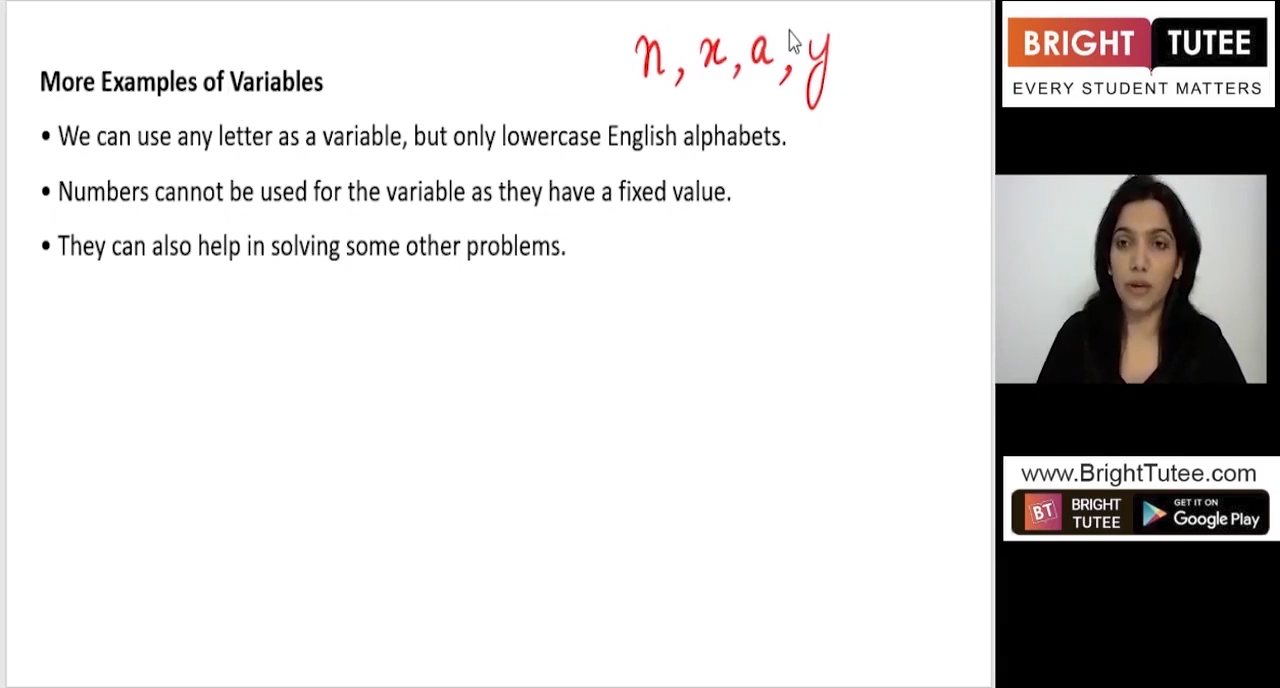 n, x, a, y
More Examples of Variables
• We can use any letter as a variable, but only lowercase English alphabets.
• Numbers cannot be used for the variable as they have a fixed value.
• They can also help in solving some other problems.
BRIGHT TUTEE
EVERY STUDENT MATTERS
www.BrightTutee.com
BT
BRIGHT
TUTEE
GET IT ON
Google Play